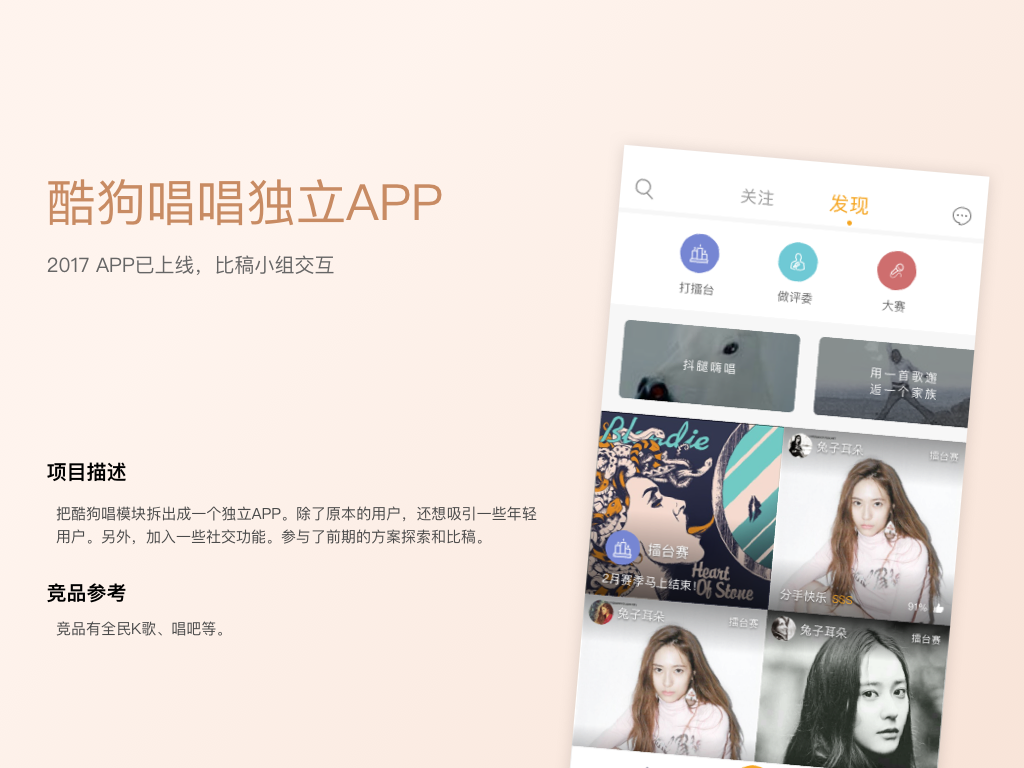 酷狗唱唱独立APP
2017 APP已上线，比稿小组交互
项目描述
把酷狗唱模块拆出成一个独立APP。除了原本的用户，还想吸引一些年轻
用户。另外，加入一些社交功能。参与了前期的方案探索和比稿。
竞品参考
竞品有全民K歌、唱吧等。
关注
发现
打擂台
做评委
大赛
抖腿嗨唱
用一首歌邂
逅一个家族
Blondie
Heart
Of Stone
擂台赛
2月赛季马上结束!
兔子耳朵
擂台赛
分手快乐 SSS
91%
兔子耳朵
擂台赛
兔子耳朵
擂台赛